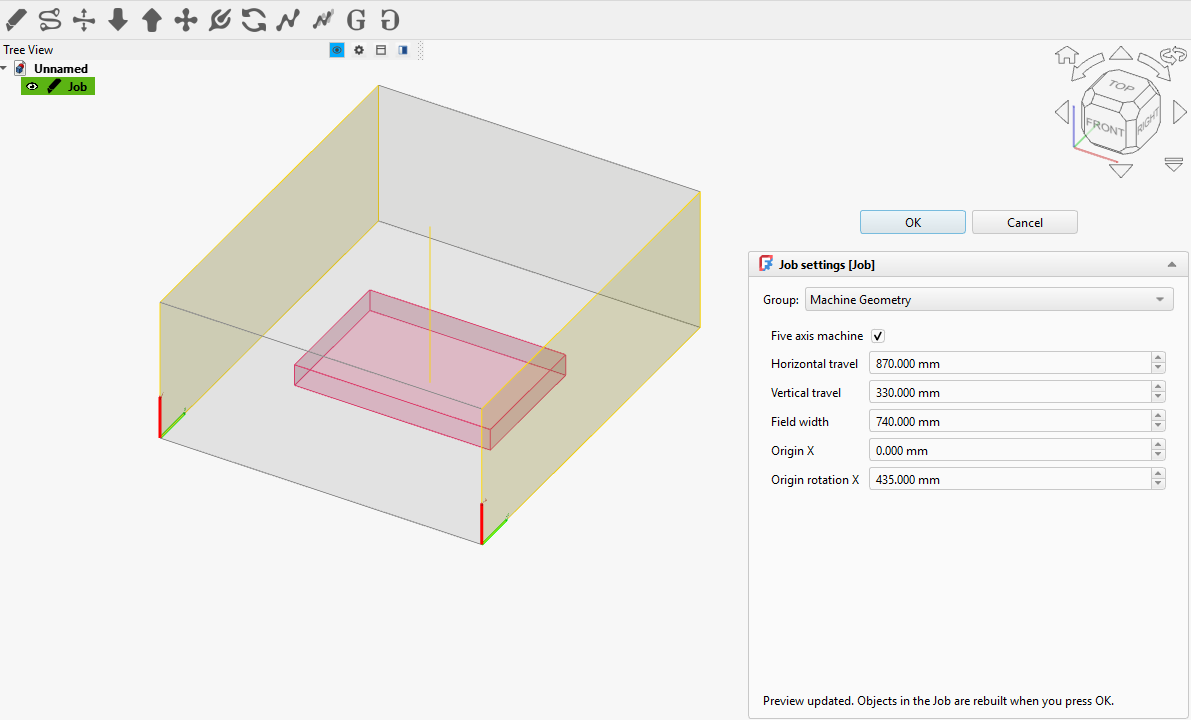 Tree View
Unnamed
Job
TOP
FRONT
RIGHT
OK
Cancel
Job settings [Job]
Group: Machine Geometry
Five axis machine
Horizontal travel 870.000 mm
Vertical travel 330.000 mm
Field width 740.000 mm
Origin X 0.000 mm
Origin rotation X 435.000 mm
Preview updated. Objects in the Job are rebuilt when you press OK.